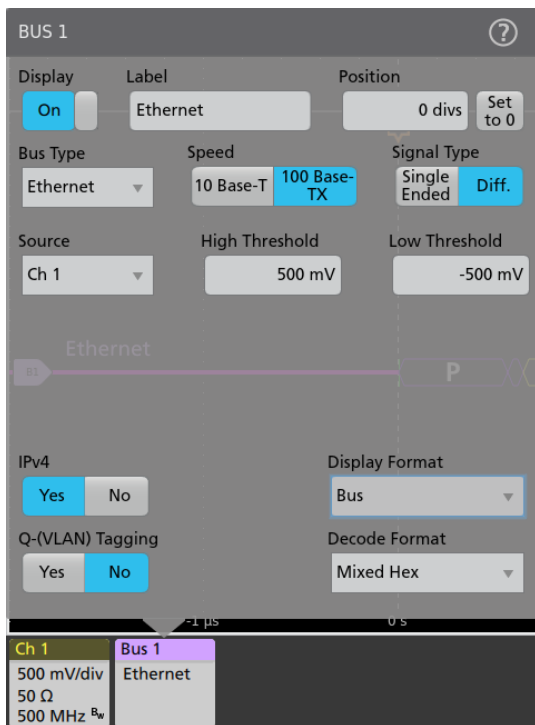 BUS 1 ?
Display Label Position
On Ethernet 0 divs Set to 0
Bus Type Speed Signal Type
Ethernet 10 Base-T 100 Base-TX Single Ended Diff.
Source High Threshold Low Threshold
Ch 1 500 mV -500 mV
Ethernet
B1 P
IPv4 Display Format
Yes No Bus
Q-(VLAN) Tagging Decode Format
Yes No Mixed Hex
-1 µs 0 s
Ch 1 Bus 1
500 mV/div Ethernet
50 Ω
500 MHz Bw